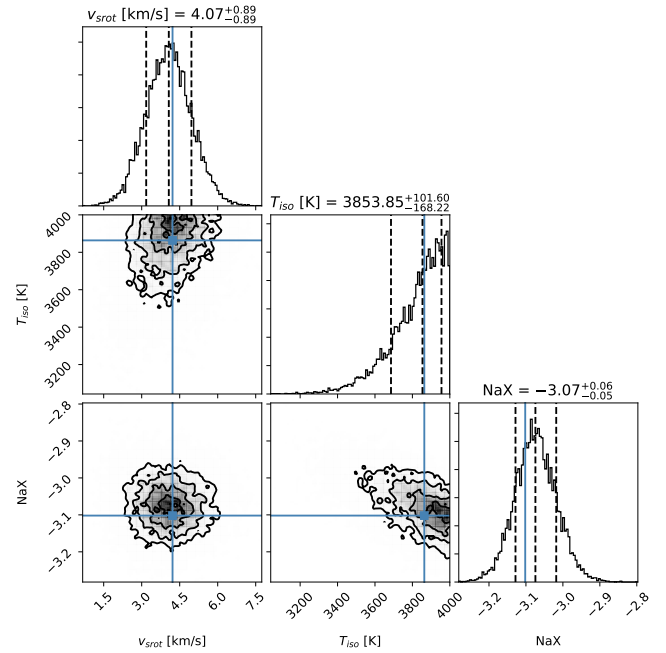 v_srot [km/s] = 4.07^{+0.89}_{−0.89}
T_iso [K] = 3853.85^{+101.60}_{−168.22}
4000
3800
3600
3400
3200
T_iso [K]
NaX = −3.07^{+0.06}_{−0.05}
−2.8
−2.9
−3.0
−3.1
−3.2
NaX
1.5 3.0 4.5 6.0 7.5
3200 3400 3600 3800 4000
−3.2 −3.1 −3.0 −2.9 −2.8
v_srot [km/s] T_iso [K] NaX